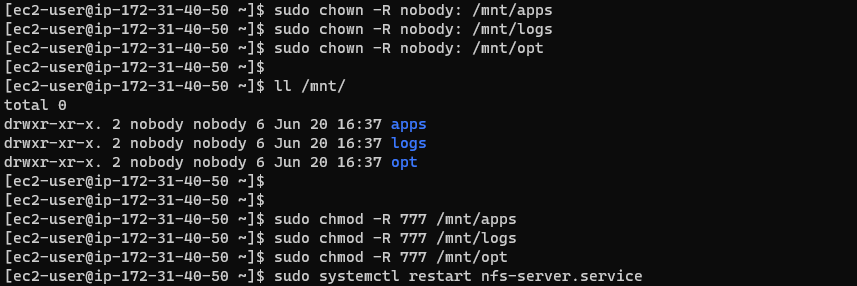 [ec2-user@ip-172-31-40-50 ~]$ sudo chown -R nobody: /mnt/apps
[ec2-user@ip-172-31-40-50 ~]$ sudo chown -R nobody: /mnt/logs
[ec2-user@ip-172-31-40-50 ~]$ sudo chown -R nobody: /mnt/opt
[ec2-user@ip-172-31-40-50 ~]$
[ec2-user@ip-172-31-40-50 ~]$ ll /mnt/
total 0
drwxr-xr-x. 2 nobody nobody 6 Jun 20 16:37 apps
drwxr-xr-x. 2 nobody nobody 6 Jun 20 16:37 logs
drwxr-xr-x. 2 nobody nobody 6 Jun 20 16:37 opt
[ec2-user@ip-172-31-40-50 ~]$
[ec2-user@ip-172-31-40-50 ~]$
[ec2-user@ip-172-31-40-50 ~]$ sudo chmod -R 777 /mnt/apps
[ec2-user@ip-172-31-40-50 ~]$ sudo chmod -R 777 /mnt/logs
[ec2-user@ip-172-31-40-50 ~]$ sudo chmod -R 777 /mnt/opt
[ec2-user@ip-172-31-40-50 ~]$ sudo systemctl restart nfs-server.service